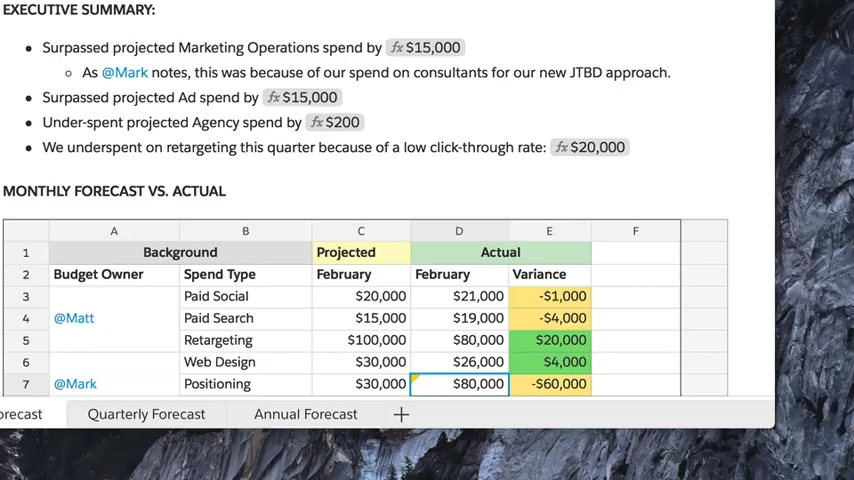 EXECUTIVE SUMMARY:
• Surpassed projected Marketing Operations spend by fx $15,000
○ As @Mark notes, this was because of our spend on consultants for our new JTBD approach.
• Surpassed projected Ad spend by fx $15,000
• Under-spent projected Agency spend by fx $200
• We underspent on retargeting this quarter because of a low click-through rate: fx $20,000
MONTHLY FORECAST VS. ACTUAL
A B C D E F
1 Background Projected Actual
2 Budget Owner Spend Type February February Variance
3 Paid Social $20,000 $21,000 -$1,000
4 @Matt Paid Search $15,000 $19,000 -$4,000
5 Retargeting $100,000 $80,000 $20,000
6 Web Design $30,000 $26,000 $4,000
7 @Mark Positioning $30,000 $80,000 -$60,000
orecast Quarterly Forecast Annual Forecast +